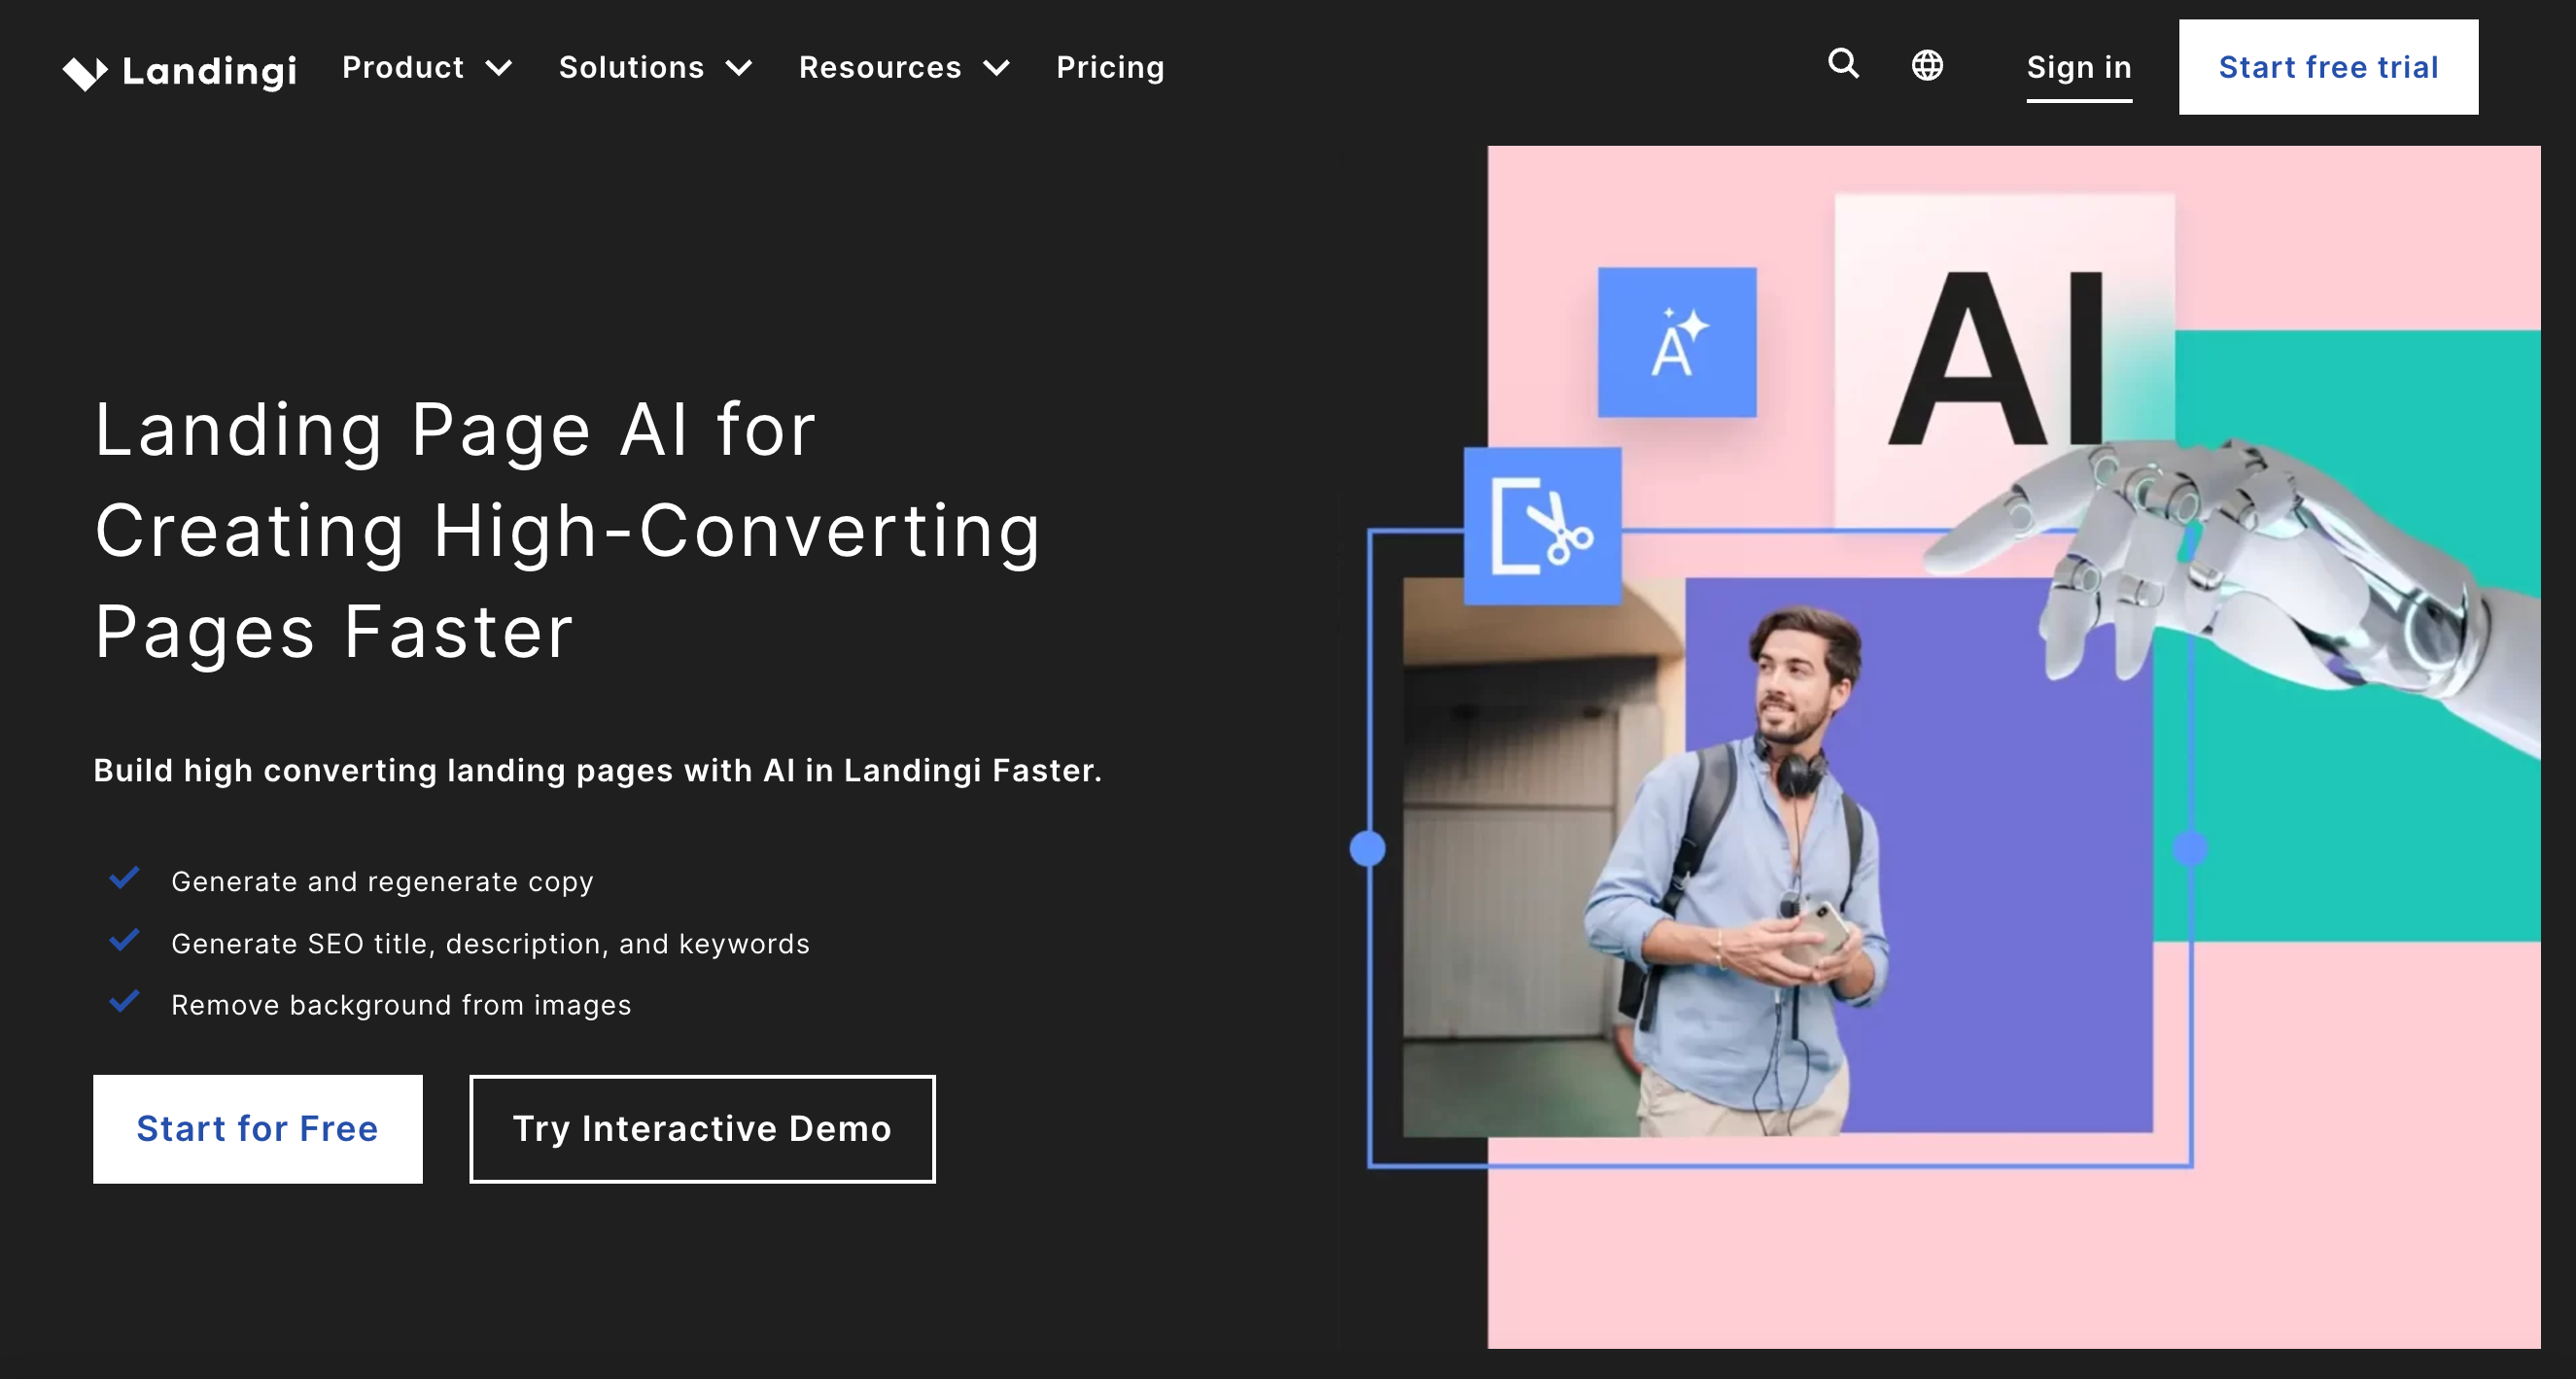 Landingi
Product
Solutions
Resources
Pricing
Sign in
Start free trial
Landing Page AI for
Creating High-Converting
Pages Faster
Build high converting landing pages with AI in Landingi Faster.
Generate and regenerate copy
Generate SEO title, description, and keywords
Remove background from images
Start for Free
Try Interactive Demo
A
AI